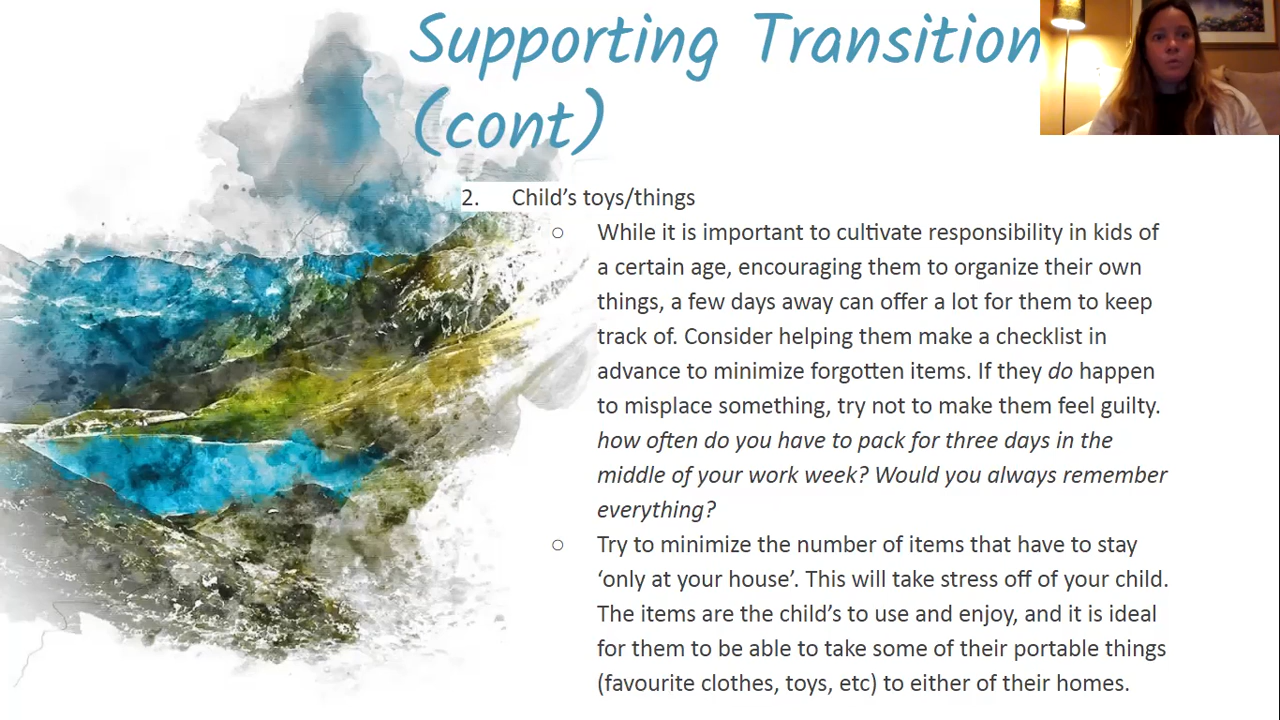 Supporting Transition
(cont)
2. Child's toys/things
○ While it is important to cultivate responsibility in kids of
a certain age, encouraging them to organize their own
things, a few days away can offer a lot for them to keep
track of. Consider helping them make a checklist in
advance to minimize forgotten items. If they do happen
to misplace something, try not to make them feel guilty.
how often do you have to pack for three days in the
middle of your work week? Would you always remember
everything?
○ Try to minimize the number of items that have to stay
‘only at your house’. This will take stress off of your child.
The items are the child’s to use and enjoy, and it is ideal
for them to be able to take some of their portable things
(favourite clothes, toys, etc) to either of their homes.